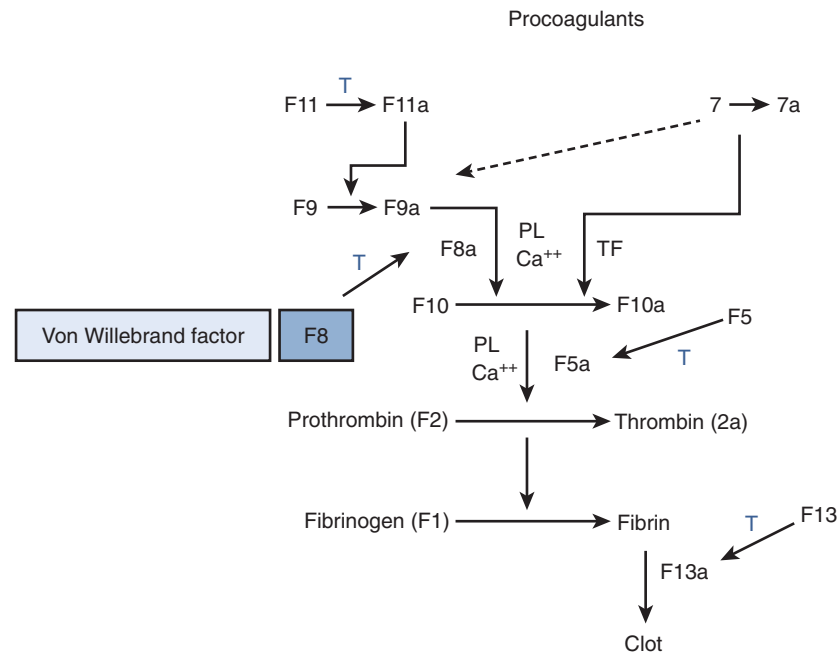 Procoagulants
T
F11
F11a
7
7a
F9
F9a
PL
Ca++
F8a
TF
T
F10
F10a
Von Willebrand factor
F8
F5
T
PL
Ca++
F5a
Prothrombin (F2)
Thrombin (2a)
Fibrinogen (F1)
Fibrin
T
F13
F13a
Clot